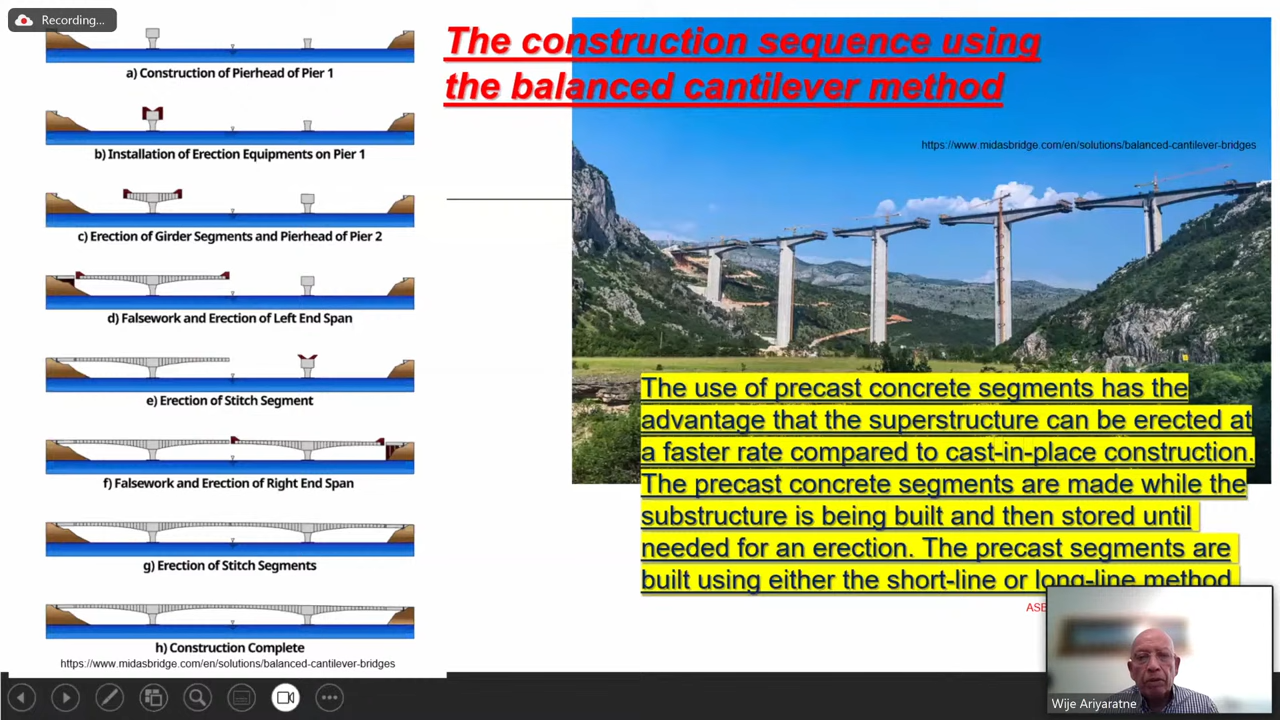 Recording...
The construction sequence using
the balanced cantilever method
https://www.midasbridge.com/en/solutions/balanced-cantilever-bridges
a) Construction of Pierhead of Pier 1
b) Installation of Erection Equipments on Pier 1
c) Erection of Girder Segments and Pierhead of Pier 2
d) Falsework and Erection of Left End Span
e) Erection of Stitch Segment
f) Falsework and Erection of Right End Span
g) Erection of Stitch Segments
h) Construction Complete
https://www.midasbridge.com/en/solutions/balanced-cantilever-bridges
The use of precast concrete segments has the
advantage that the superstructure can be erected at
a faster rate compared to cast-in-place construction.
The precast concrete segments are made while the
substructure is being built and then stored until
needed for an erection. The precast segments are
built using either the short-line or long-line method
Wije Ariyaratne